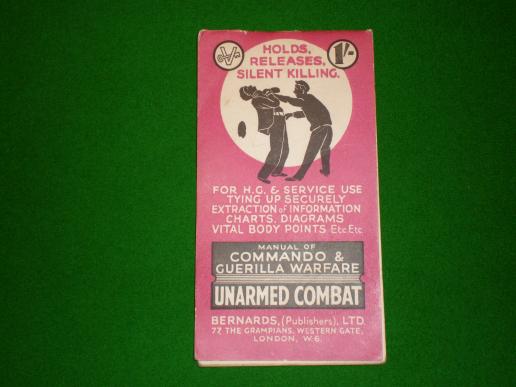 HOLDS,
RELEASES,
SILENT KILLING.
1/-
FOR H.G. & SERVICE USE
TYING UP SECURELY
EXTRACTION OF INFORMATION
CHARTS, DIAGRAMS
VITAL BODY POINTS Etc. Etc
MANUAL OF
COMMANDO &
GUERILLA WARFARE
UNARMED COMBAT
BERNARDS, (Publishers), LTD.
77 THE GRAMPIANS, WESTERN GATE,
LONDON, W.6.